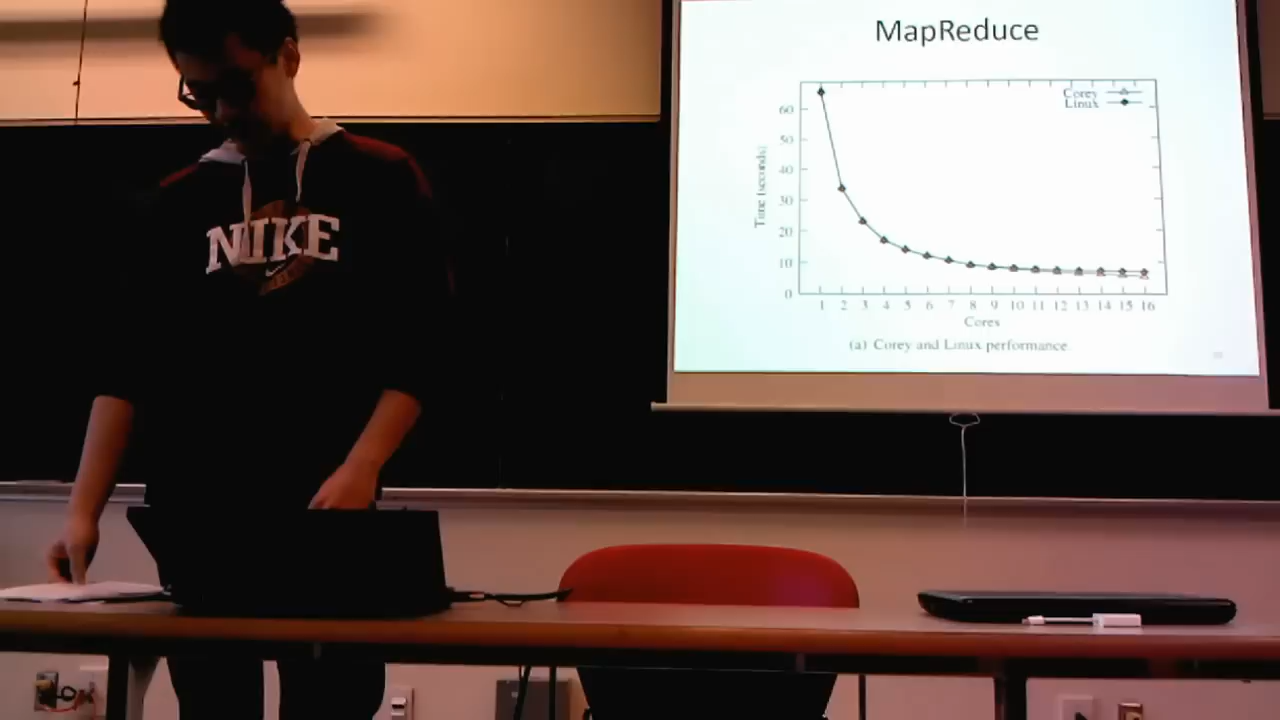 NIKE
MapReduce
Corey
Linux
60
50
40
30
20
10
0
Time (seconds)
1 2 3 4 5 6 7 8 9 10 11 12 13 14 15 16
Cores
(a) Corey and Linux performance.